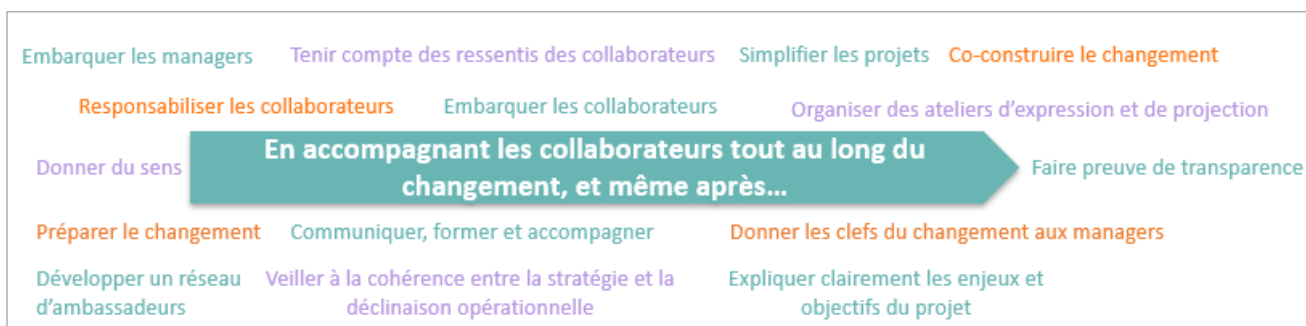 Embarquer les managers Tenir compte des ressentis des collaborateurs Simplifier les projets Co-construire le changement
Responsabiliser les collaborateurs Embarquer les collaborateurs Organiser des ateliers d’expression et de projection
Donner du sens
En accompagnant les collaborateurs tout au long du
changement, et même après…
Faire preuve de transparence
Préparer le changement Communiquer, former et accompagner Donner les clefs du changement aux managers
Développer un réseau
d’ambassadeurs
Veiller à la cohérence entre la stratégie et la
déclinaison opérationnelle
Expliquer clairement les enjeux et
objectifs du projet